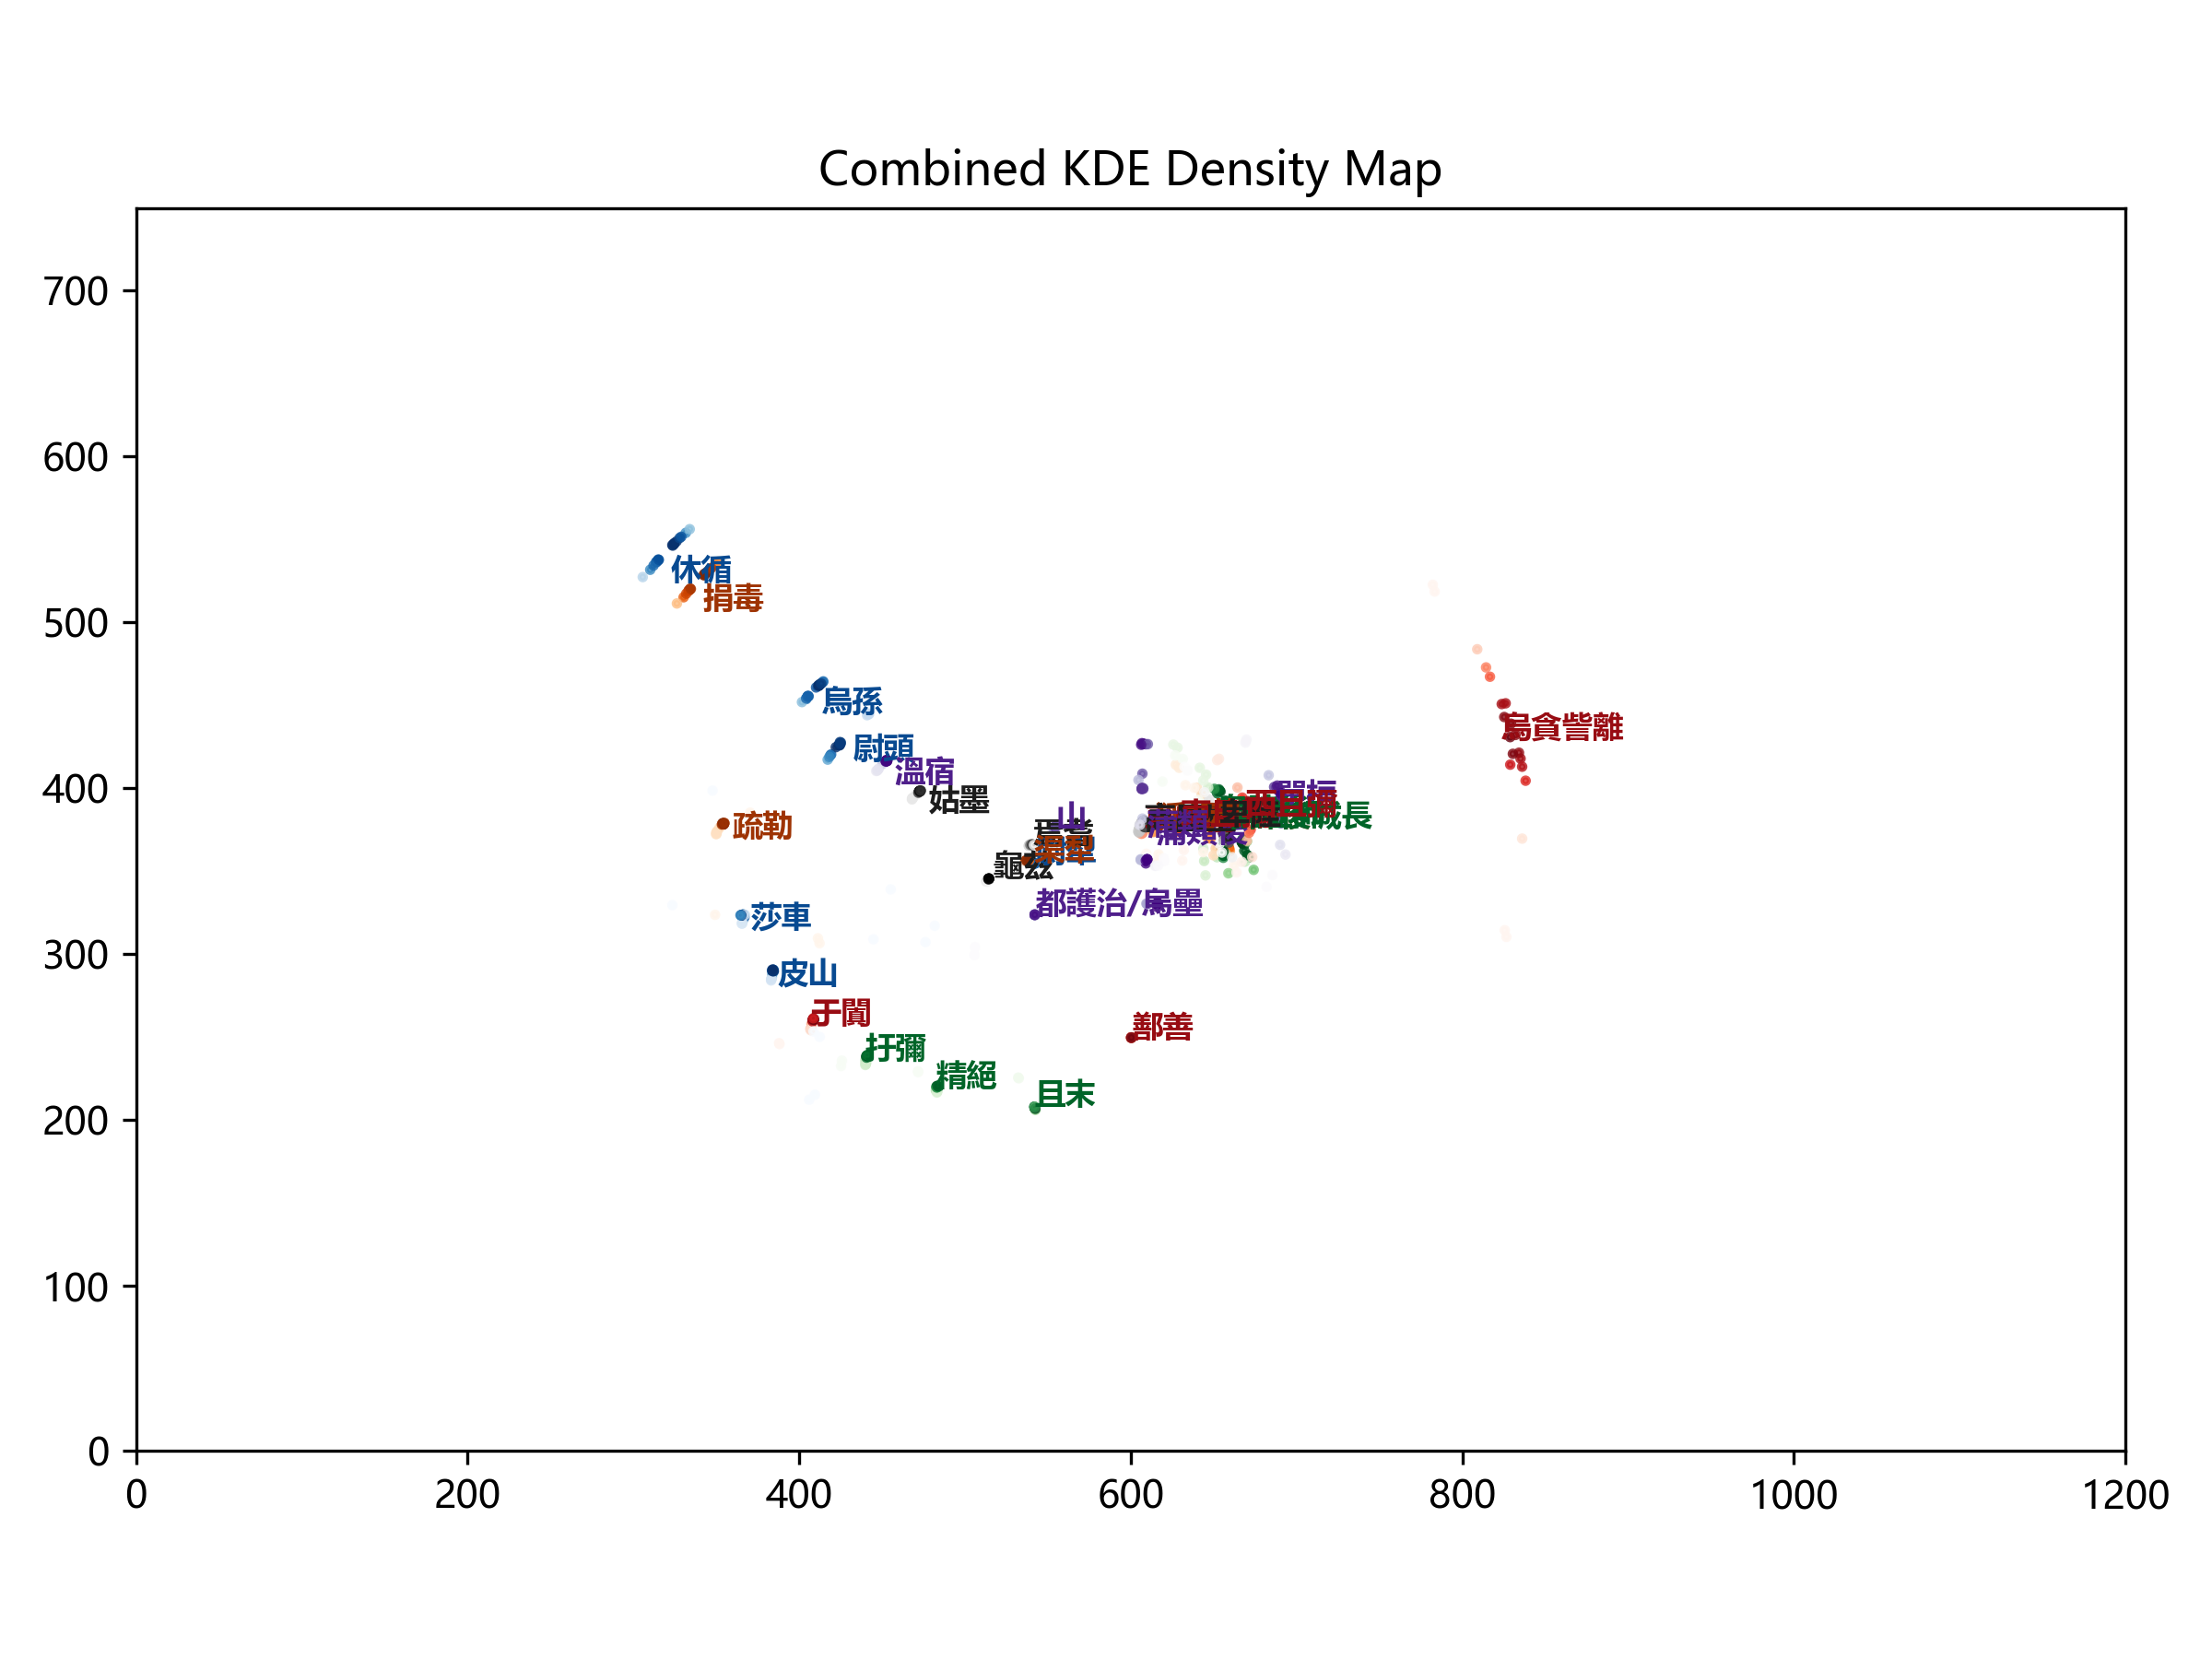 Combined KDE Density Map
700
600
500
400
300
200
100
0
0
200
400
600
800
1000
1200
休循
捐毒
烏孫
尉頭
溫宿
姑墨
疏勒
山
龜茲
莎車
皮山
于闐
扜彌
精絕
且末
鄯善
都護治/烏壘
烏貪訾離
西且彌